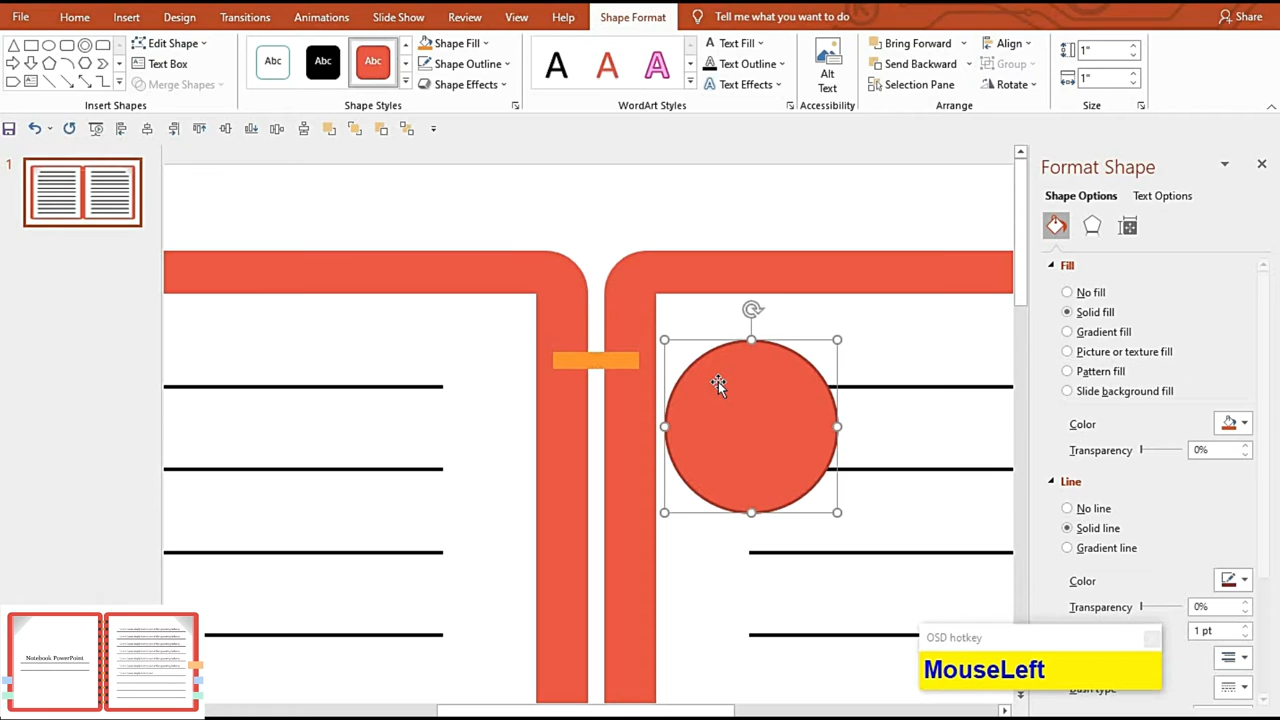 File Home Insert Design Transitions Animations Slide Show Review View Help Shape Format Tell me what you want to do Share
Edit Shape
Text Box
Merge Shapes
Insert Shapes
Abc Abc Abc
Shape Fill
Shape Outline
Shape Effects
Shape Styles
A A A
Text Fill
Text Outline
Text Effects
WordArt Styles
Alt
Text
Accessibility
Bring Forward
Send Backward
Selection Pane
Align
Group
Rotate
Arrange
1"
1"
Size
1
Format Shape
Shape Options Text Options
Fill
No fill
Solid fill
Gradient fill
Picture or texture fill
Pattern fill
Slide background fill
Color
Transparency 0%
Line
No line
Solid line
Gradient line
Color
Transparency 0%
1 pt
Dash type
OSD hotkey
MouseLeft
Notebook PowerPoint